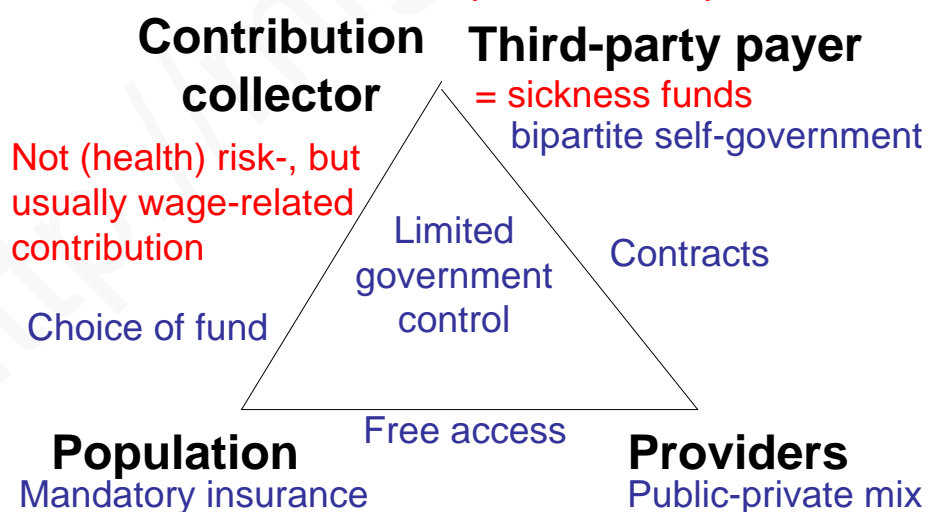 Contribution
collector
Third-party payer
= sickness funds
bipartite self-government
Not (health) risk-, but
usually wage-related
contribution
Limited
government
control
Contracts
Choice of fund
Free access
Population
Mandatory insurance
Providers
Public-private mix